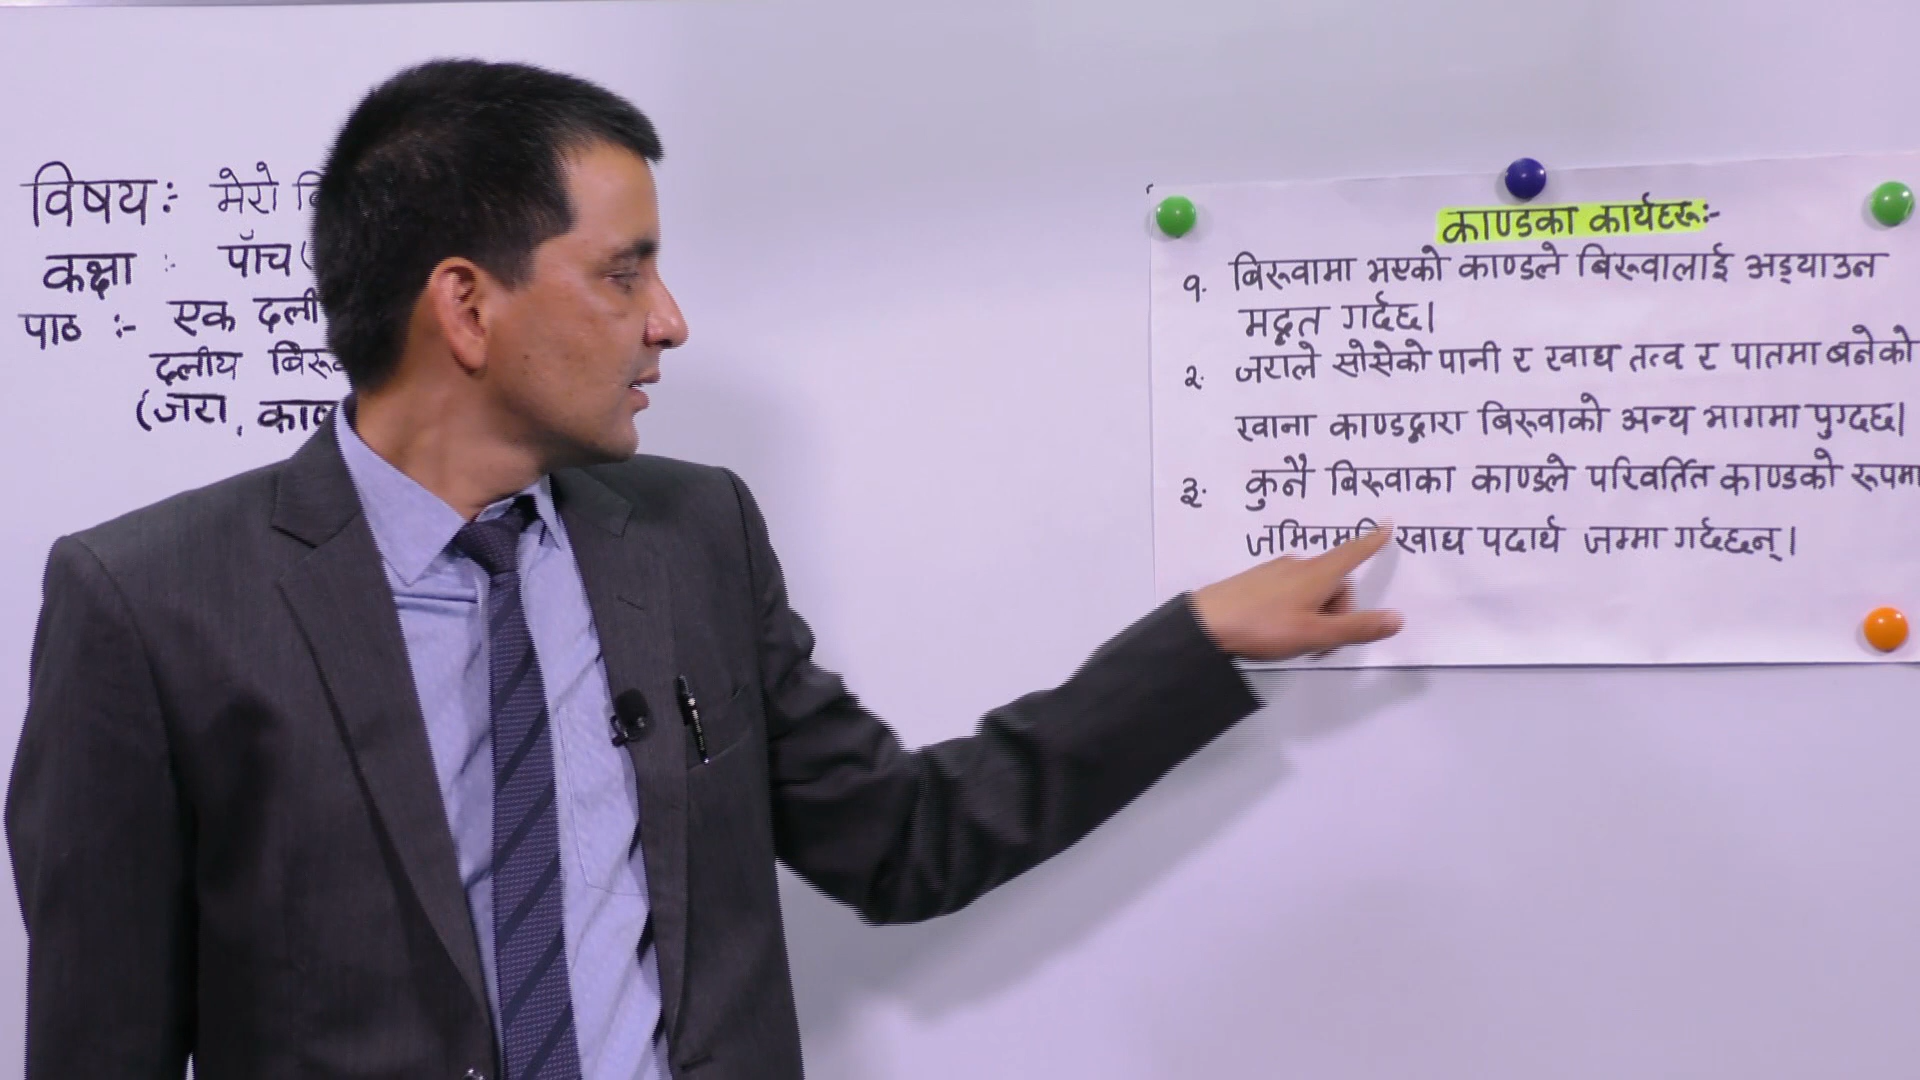 विषय :- मेरो
कक्षा :- पाँच
पाठ :- एक दली
दलीय
(जरा,
काण्डका कार्यहरू:-
१. बिरूवामा भएको काण्डले बिरूवालाई अड्याउन
मद्दत गर्दछ।
२. जराले सोसेको पानी र खाद्य तत्व र पातमा बनेको
खाना काण्डद्वारा बिरूवाको अन्य भागमा पुग्दछ।
३. कुनै बिरूवाका काण्डले परिवर्तित काण्डको रूपमा
खाद्य पदार्थ जम्मा गर्दछन्।